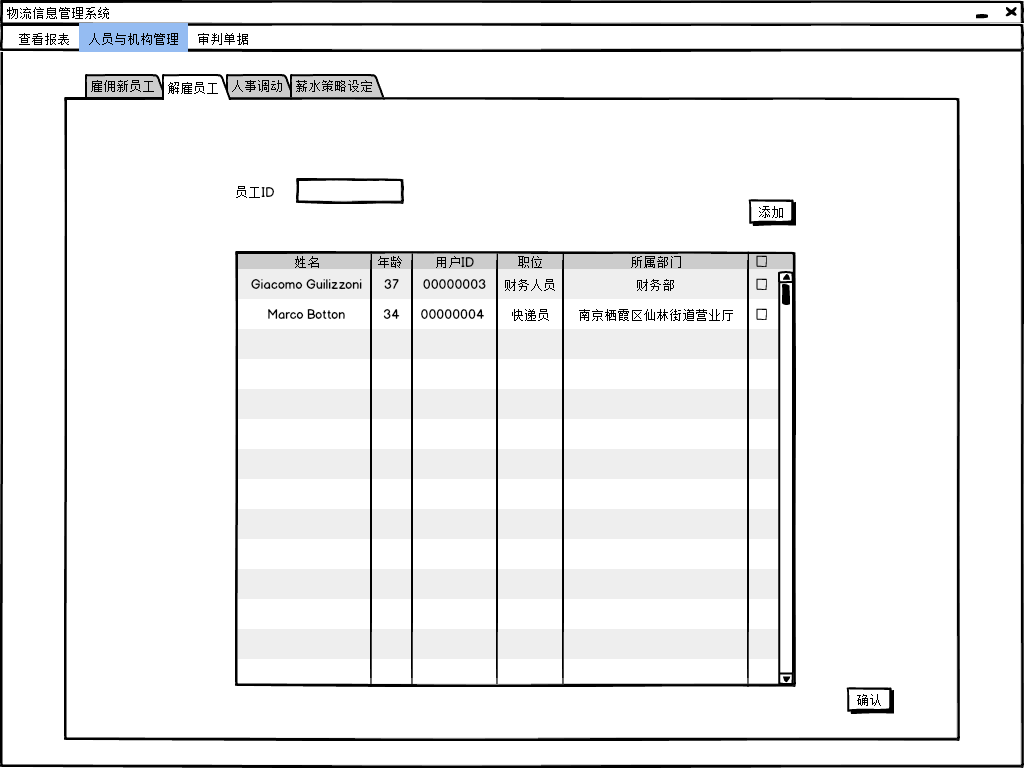 物流信息管理系统
查看报表 人员与机构管理 审判单据
雇佣新员工 解雇员工 人事调动 薪水策略设定
员工ID
添加
姓名 年龄 用户ID 职位 所属部门
Giacomo Guilizzoni 37 00000003 财务人员 财务部
Marco Botton 34 00000004 快递员 南京栖霞区仙林街道营业厅
确认